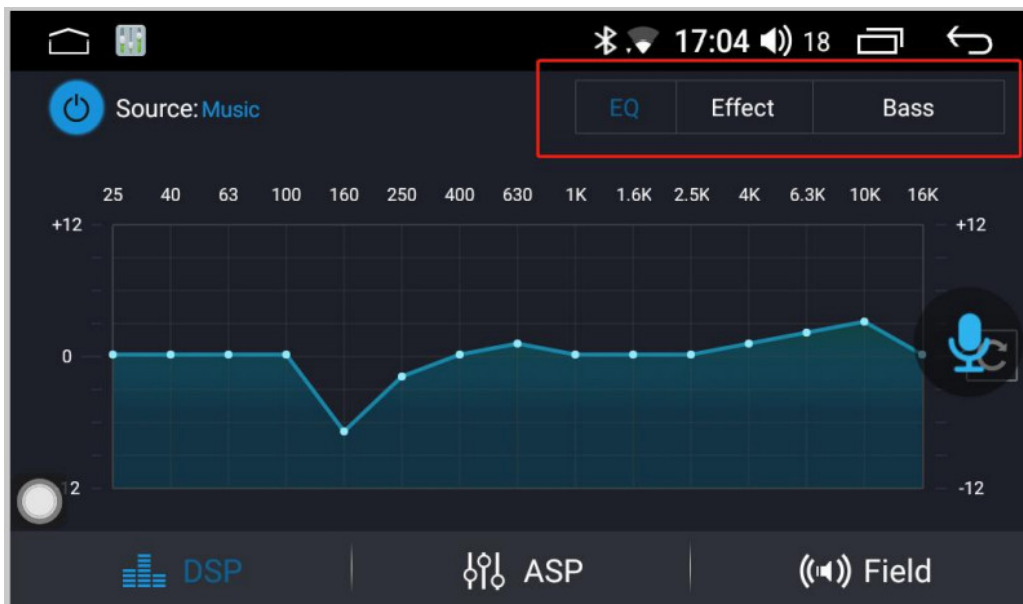 17:04 18
Source: Music
EQ Effect Bass
25 40 63 100 160 250 400 630 1K 1.6K 2.5K 4K 6.3K 10K 16K
+12 +12
0
2 -12
DSP ASP Field